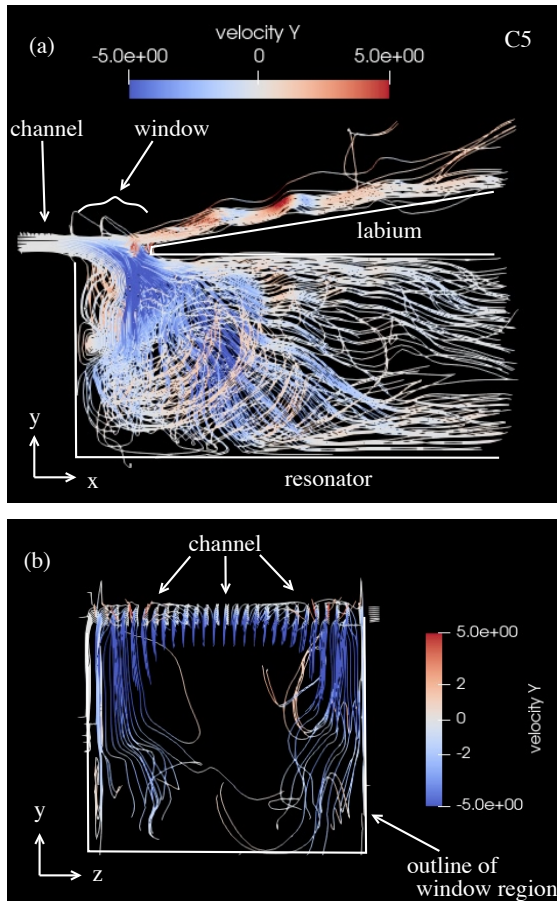 (a)
velocity Y
C5
-5.0e+00 0 5.0e+00
channel
window
labium
y
x
resonator
(b)
channel
5.0e+00
2
0
-2
-5.0e+00
velocity Y
y
z
outline of
window region